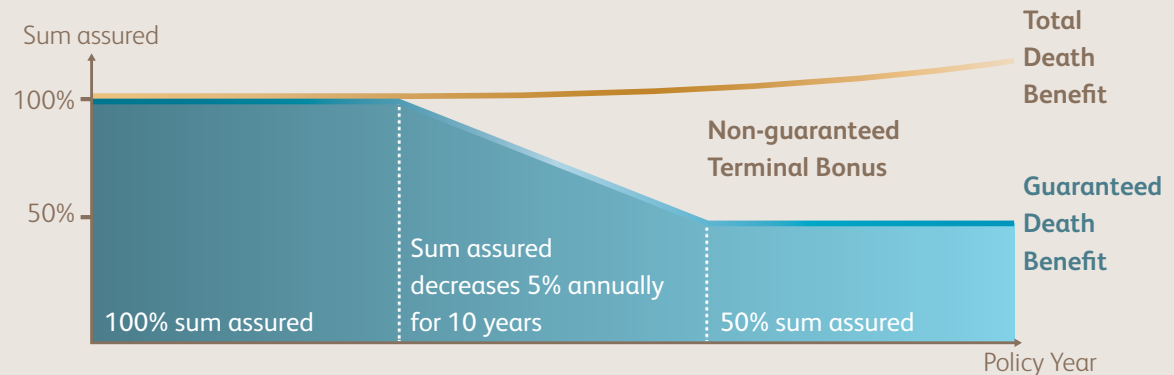 Sum assured
100%
50%
100% sum assured
Sum assured
decreases 5% annually
for 10 years
50% sum assured
Non-guaranteed
Terminal Bonus
Total
Death
Benefit
Guaranteed
Death
Benefit
Policy Year